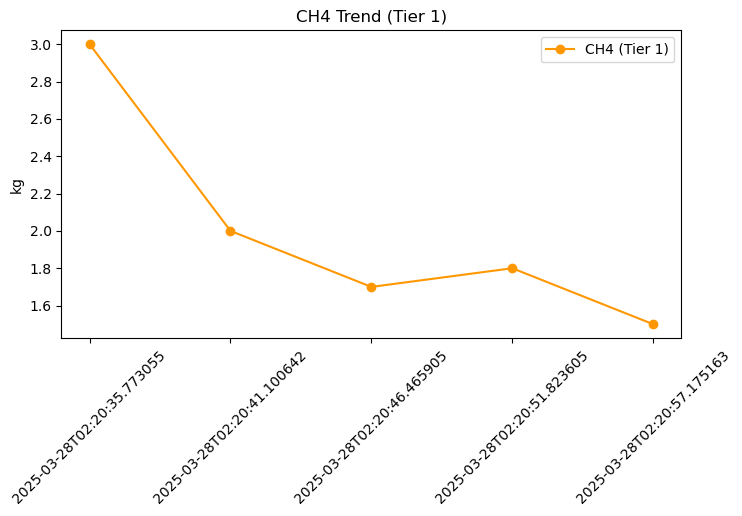 CH4 Trend (Tier 1)
CH4 (Tier 1)
kg
3.0
2.8
2.6
2.4
2.2
2.0
1.8
1.6
2025-03-28T02:20:35.773055
2025-03-28T02:20:41.100642
2025-03-28T02:20:46.465905
2025-03-28T02:20:51.823605
2025-03-28T02:20:57.175163